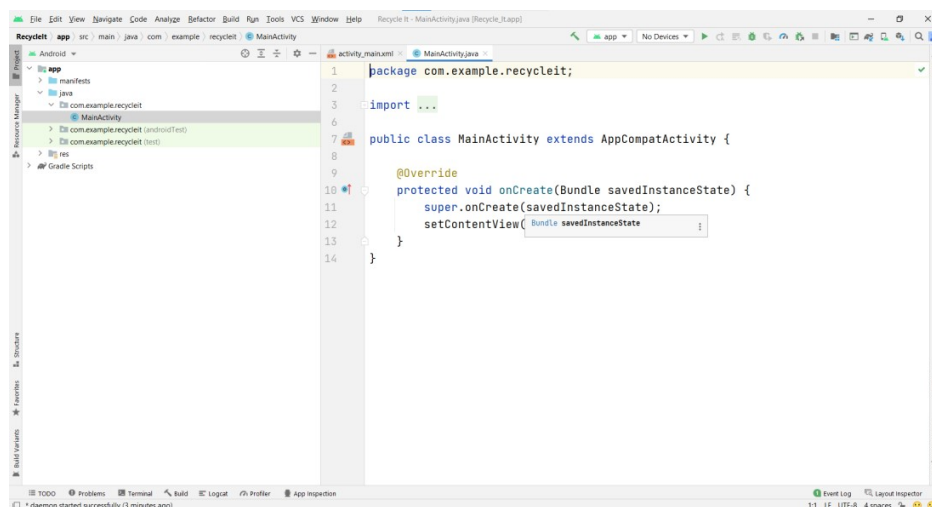 File Edit View Navigate Code Analyze Refactor Build Run Tools VCS Window Help Recycle It - MainActivity.java [Recycle_It.app]
RecycleIt app src main java com example recycleit MainActivity app No Devices
Android
activity_main.xml MainActivity.java
Project
Resource Manager
Structure
Favorites
Build Variants
app
manifests
java
com.example.recycleit
MainActivity
com.example.recycleit (androidTest)
com.example.recycleit (test)
res
Gradle Scripts
1 package com.example.recycleit;
2
3 import ...
6
7 public class MainActivity extends AppCompatActivity {
8
9 @Override
10 protected void onCreate(Bundle savedInstanceState) {
11 super.onCreate(savedInstanceState);
12 setContentView(
Bundle savedInstanceState
13 }
14 }
TODO Problems Terminal Build Logcat Profiler App Inspection Event Log Layout Inspector
* daemon started successfully (3 minutes ago) 1:1 LF UTF-8 4 spaces